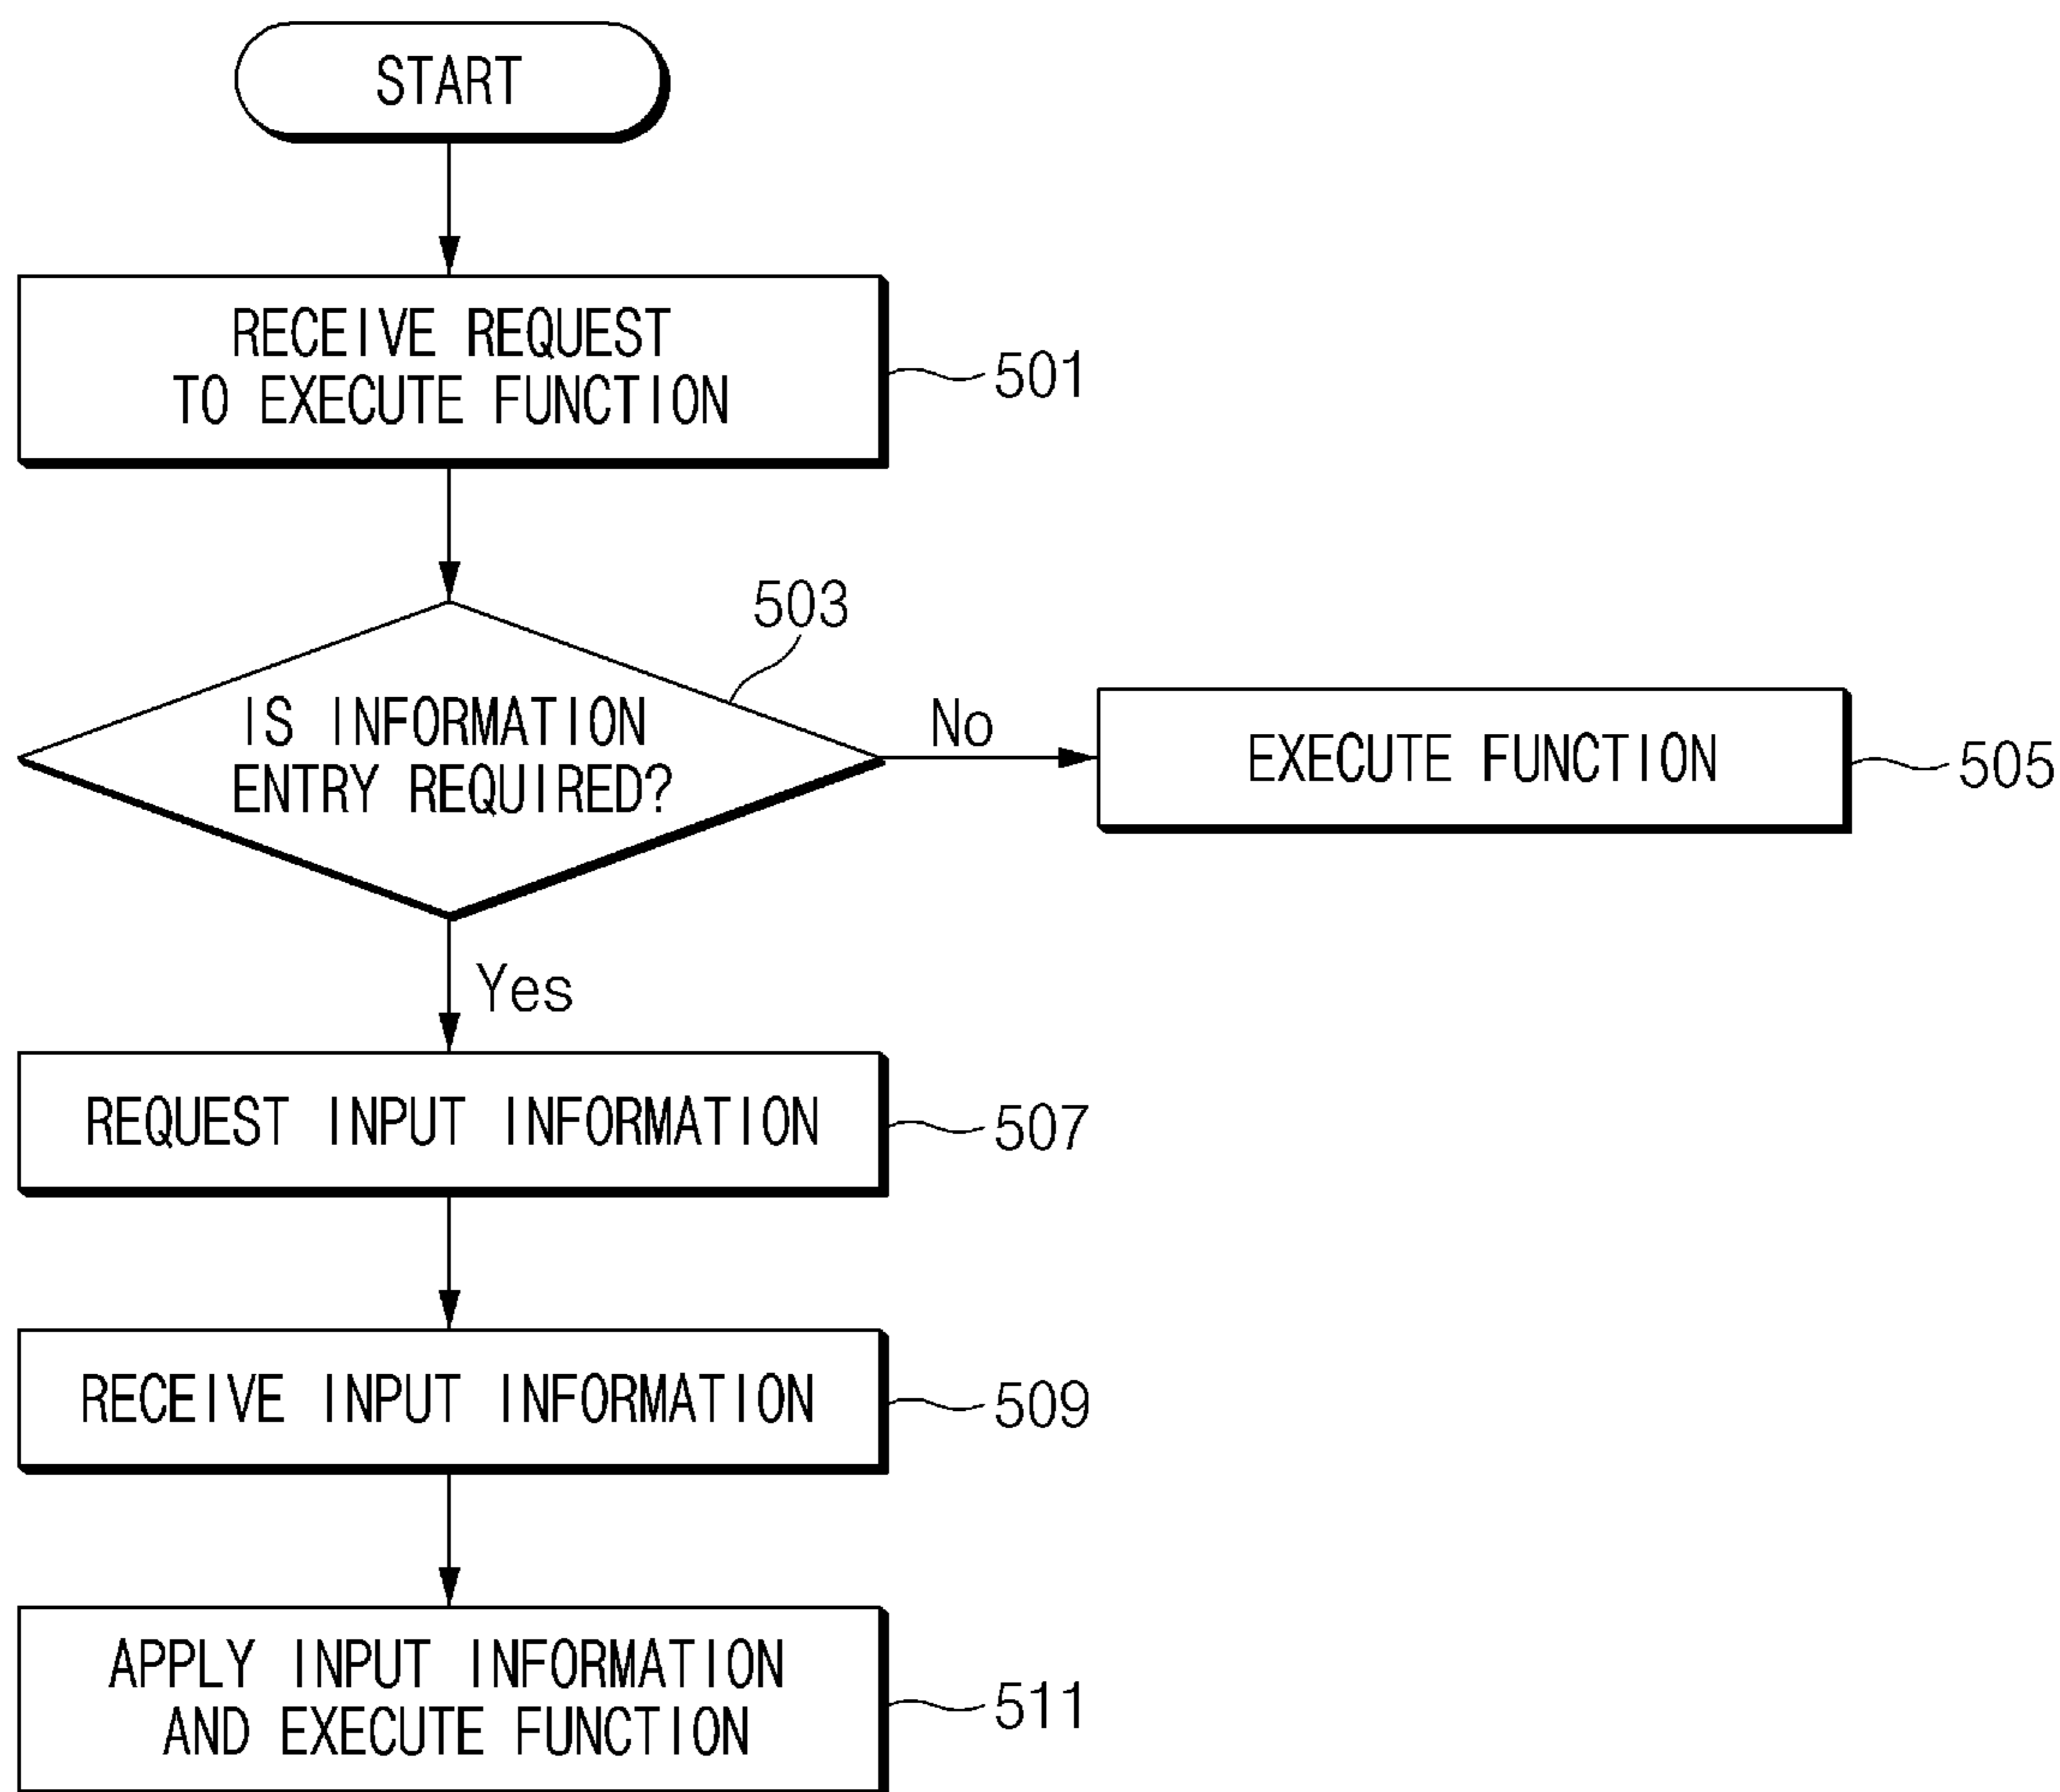 START
RECEIVE REQUEST
TO EXECUTE FUNCTION
501
503
IS INFORMATION
ENTRY REQUIRED?
No
EXECUTE FUNCTION
505
Yes
REQUEST INPUT INFORMATION
507
RECEIVE INPUT INFORMATION
509
APPLY INPUT INFORMATION
AND EXECUTE FUNCTION
511